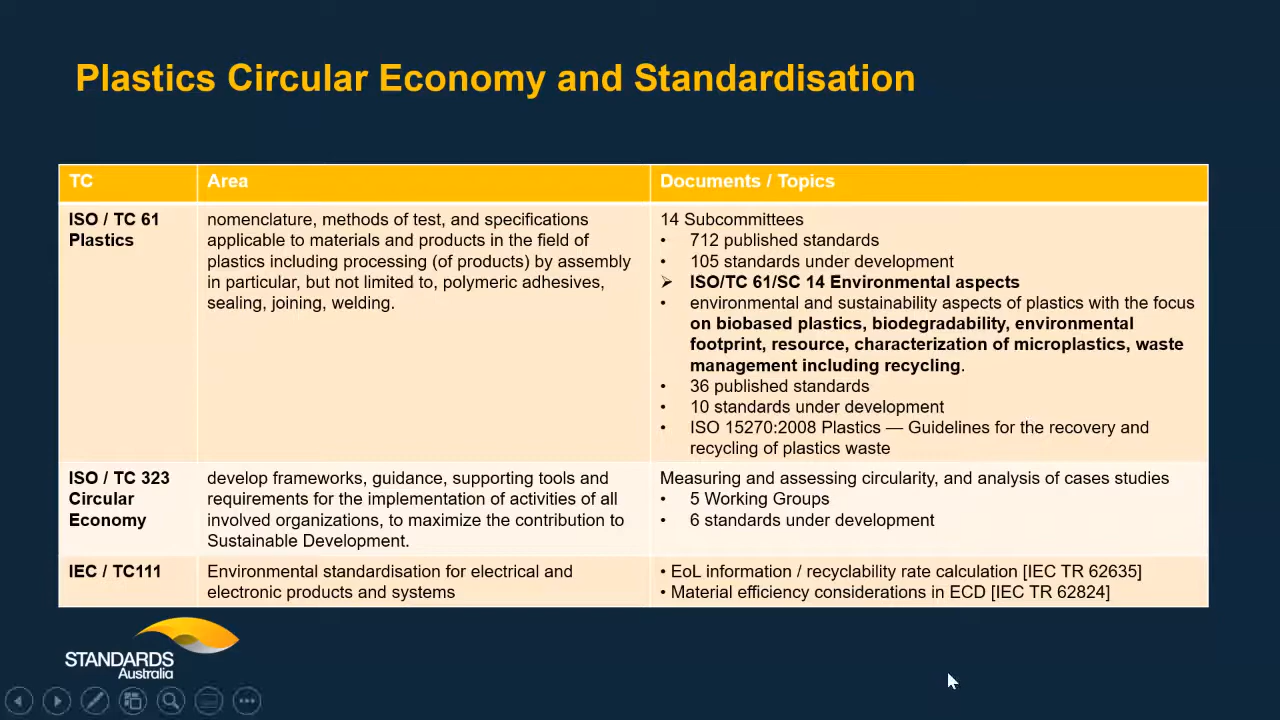 Plastics Circular Economy and Standardisation
TC
Area
Documents / Topics
ISO / TC 61
Plastics
nomenclature, methods of test, and specifications
applicable to materials and products in the field of
plastics including processing (of products) by assembly
in particular, but not limited to, polymeric adhesives,
sealing, joining, welding.
14 Subcommittees
• 712 published standards
• 105 standards under development
➢ ISO/TC 61/SC 14 Environmental aspects
• environmental and sustainability aspects of plastics with the focus
on biobased plastics, biodegradability, environmental
footprint, resource, characterization of microplastics, waste
management including recycling.
• 36 published standards
• 10 standards under development
• ISO 15270:2008 Plastics — Guidelines for the recovery and
recycling of plastics waste
ISO / TC 323
Circular
Economy
develop frameworks, guidance, supporting tools and
requirements for the implementation of activities of all
involved organizations, to maximize the contribution to
Sustainable Development.
Measuring and assessing circularity, and analysis of cases studies
• 5 Working Groups
• 6 standards under development
IEC / TC111
Environmental standardisation for electrical and
electronic products and systems
• EoL information / recyclability rate calculation [IEC TR 62635]
• Material efficiency considerations in ECD [IEC TR 62824]
STANDARDS
Australia